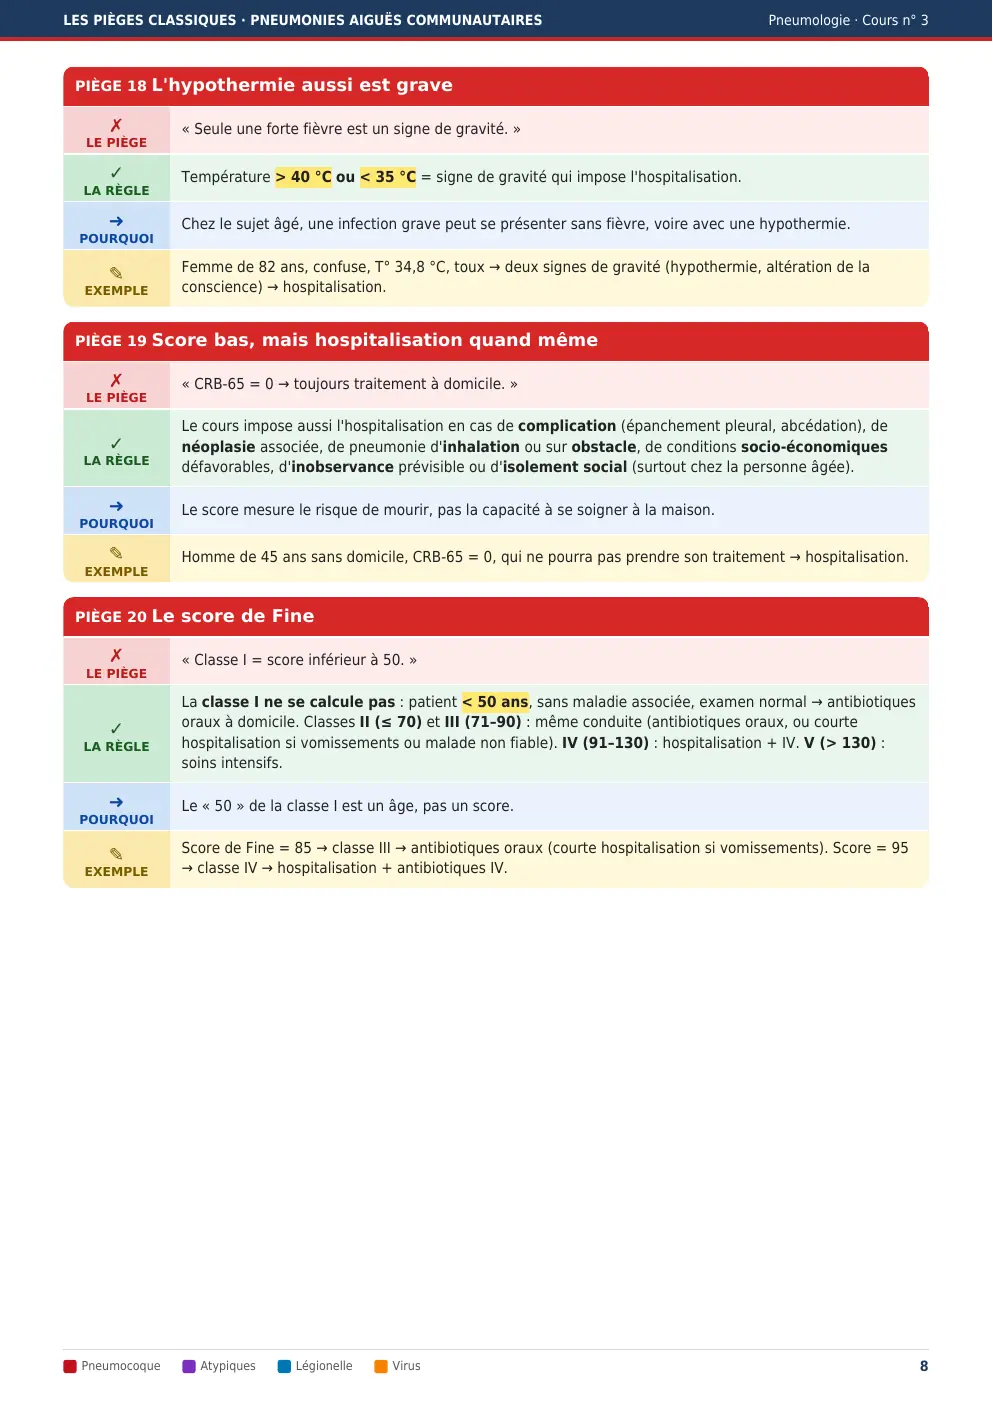 LES PIÈGES CLASSIQUES · PNEUMONIES AIGUËS COMMUNAUTAIRES
Pneumologie · Cours n° 3
PIÈGE 18 L'hypothermie aussi est grave
✗
LE PIÈGE
« Seule une forte fièvre est un signe de gravité. »
✓
LA RÈGLE
Température > 40 °C ou < 35 °C = signe de gravité qui impose l'hospitalisation.
➜
POURQUOI
Chez le sujet âgé, une infection grave peut se présenter sans fièvre, voire avec une hypothermie.
✎
EXEMPLE
Femme de 82 ans, confuse, T° 34,8 °C, toux → deux signes de gravité (hypothermie, altération de la
conscience) → hospitalisation.
PIÈGE 19 Score bas, mais hospitalisation quand même
✗
LE PIÈGE
« CRB-65 = 0 → toujours traitement à domicile. »
✓
LA RÈGLE
Le cours impose aussi l'hospitalisation en cas de complication (épanchement pleural, abcédation), de
néoplasie associée, de pneumonie d'inhalation ou sur obstacle, de conditions socio-économiques
défavorables, d'inobservance prévisible ou d'isolement social (surtout chez la personne âgée).
➜
POURQUOI
Le score mesure le risque de mourir, pas la capacité à se soigner à la maison.
✎
EXEMPLE
Homme de 45 ans sans domicile, CRB-65 = 0, qui ne pourra pas prendre son traitement → hospitalisation.
PIÈGE 20 Le score de Fine
✗
LE PIÈGE
« Classe I = score inférieur à 50. »
✓
LA RÈGLE
La classe I ne se calcule pas : patient < 50 ans, sans maladie associée, examen normal → antibiotiques
oraux à domicile. Classes II (≤ 70) et III (71–90) : même conduite (antibiotiques oraux, ou courte
hospitalisation si vomissements ou malade non fiable). IV (91–130) : hospitalisation + IV. V (> 130) :
soins intensifs.
➜
POURQUOI
Le « 50 » de la classe I est un âge, pas un score.
✎
EXEMPLE
Score de Fine = 85 → classe III → antibiotiques oraux (courte hospitalisation si vomissements). Score = 95
→ classe IV → hospitalisation + antibiotiques IV.
Pneumocoque
Atypiques
Légionelle
Virus
8